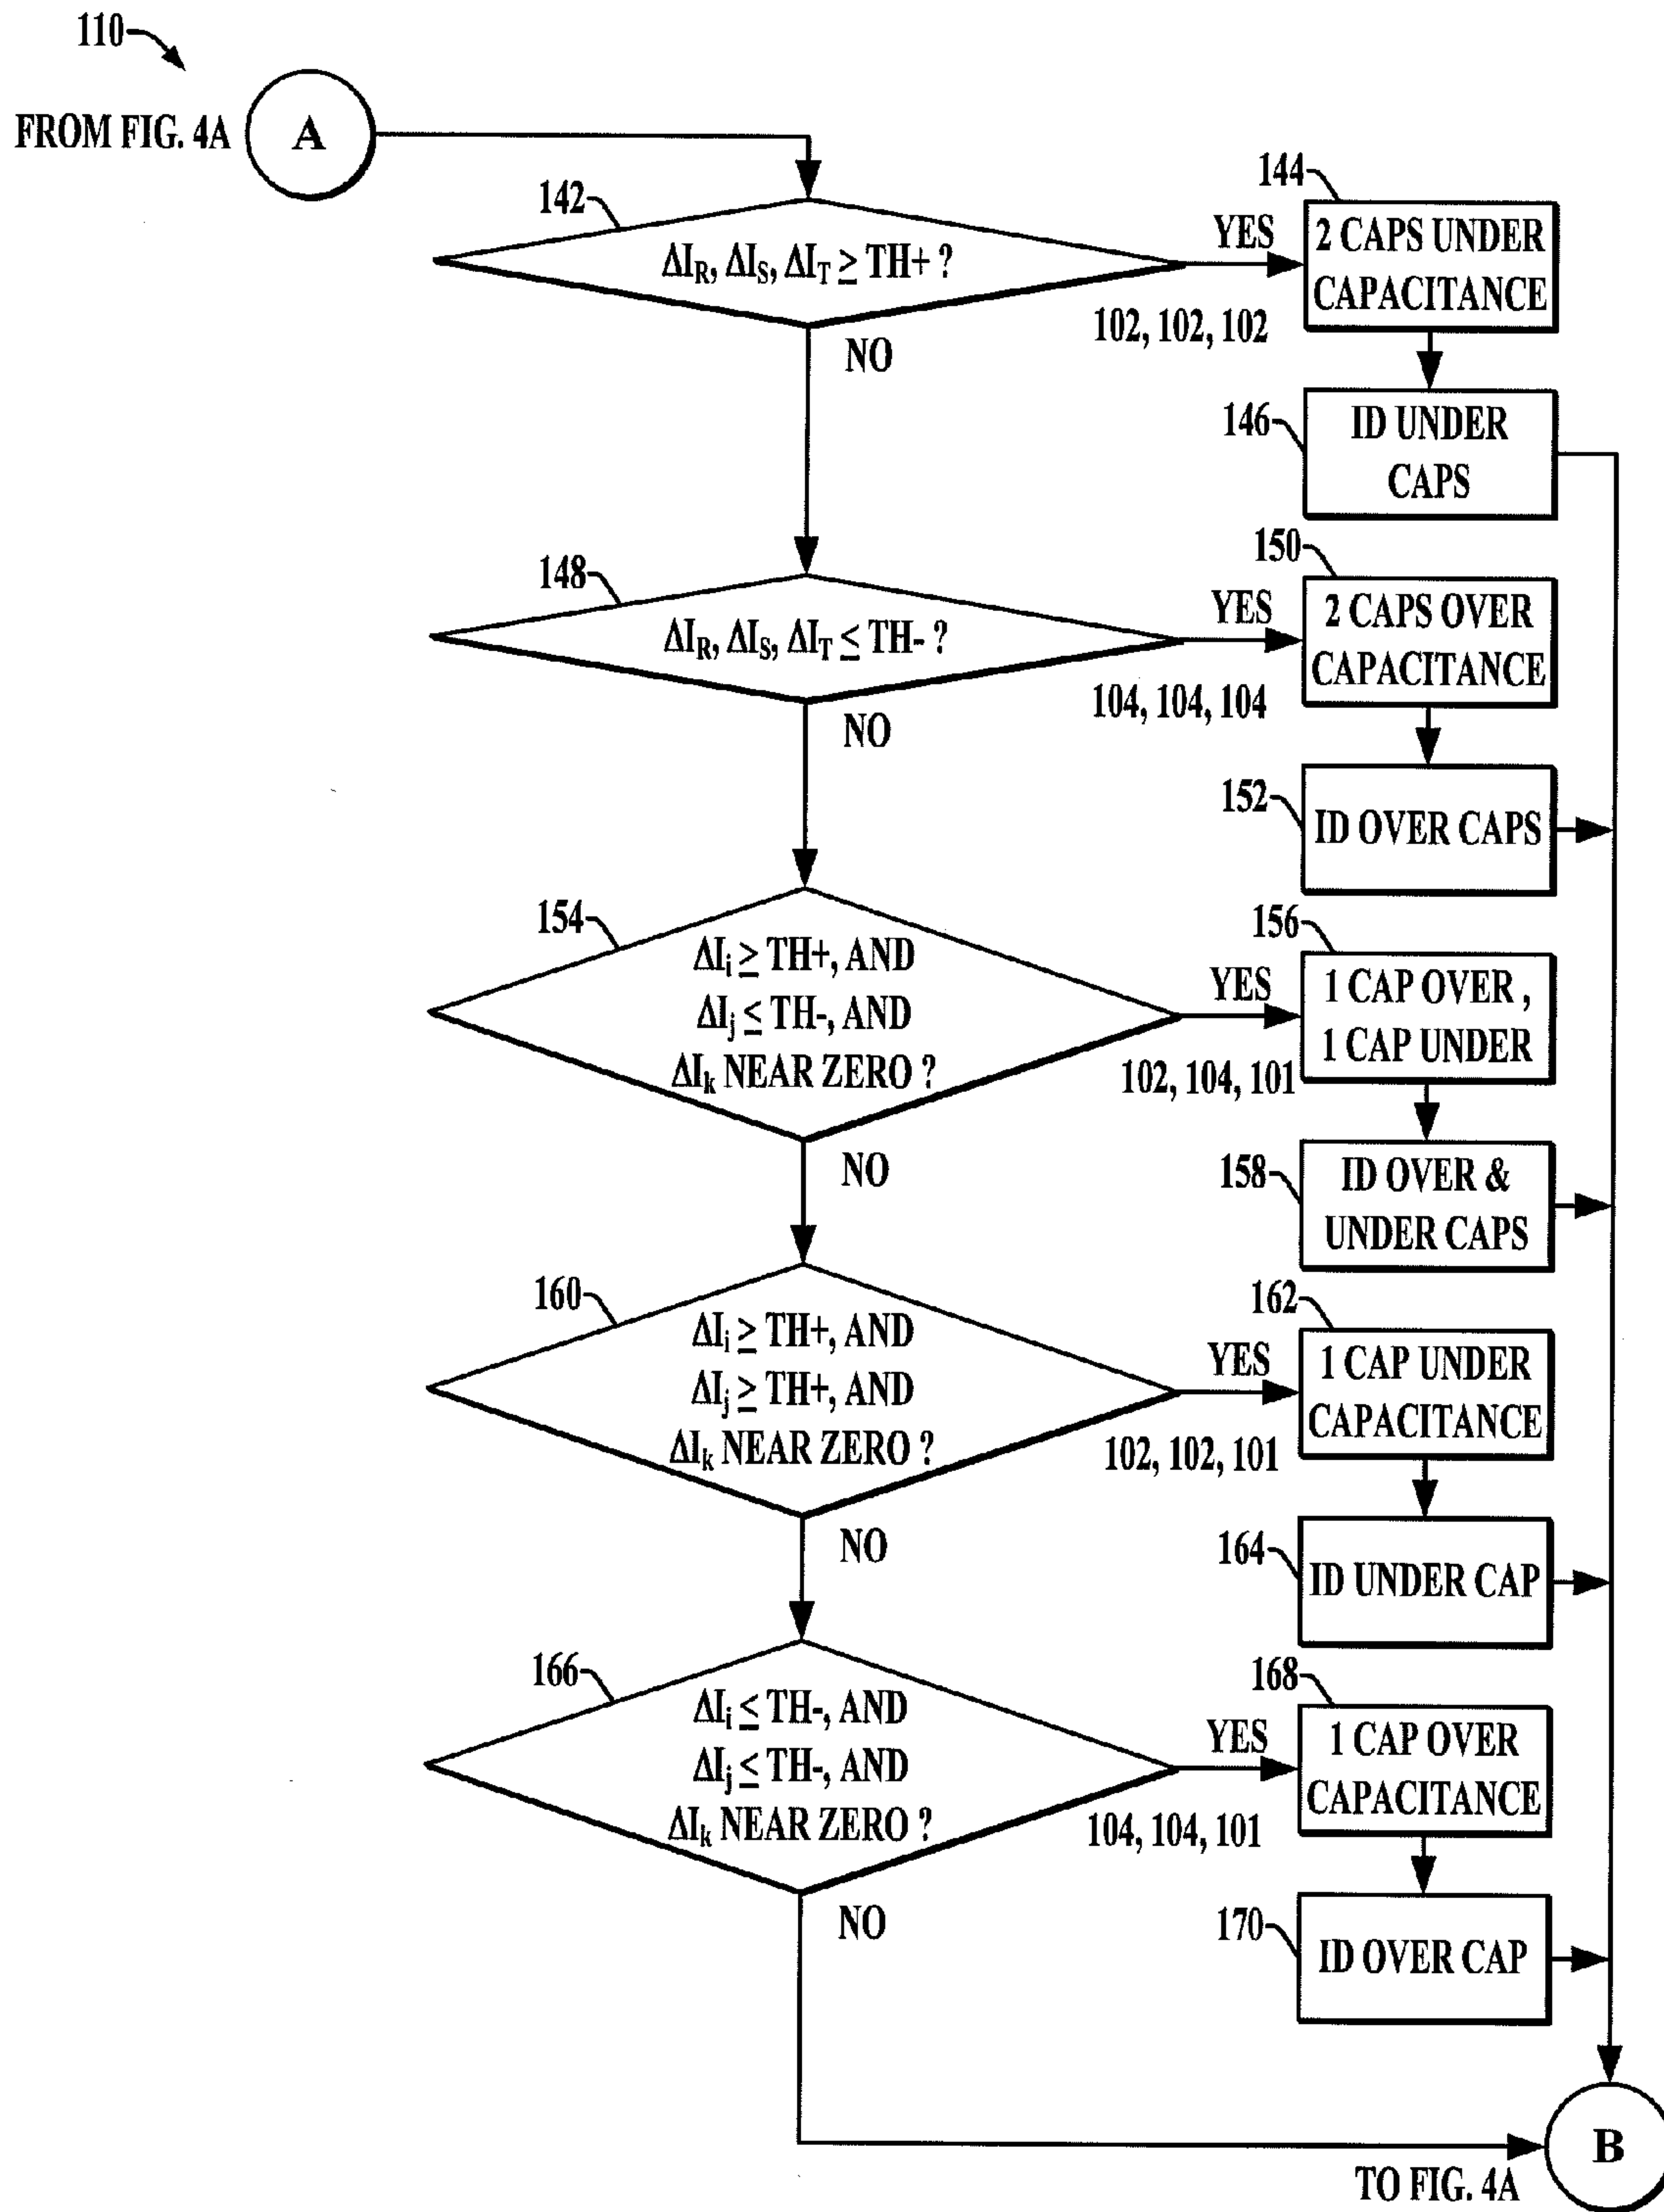 110
FROM FIG. 4A
A
142
ΔIR, ΔIS, ΔIT ≥ TH+ ?
YES
102, 102, 102
NO
144
2 CAPS UNDER
CAPACITANCE
146
ID UNDER
CAPS
148
ΔIR, ΔIS, ΔIT ≤ TH- ?
YES
104, 104, 104
NO
150
2 CAPS OVER
CAPACITANCE
152
ID OVER CAPS
154
ΔIi ≥ TH+, AND
ΔIj ≤ TH-, AND
ΔIk NEAR ZERO ?
YES
102, 104, 101
NO
156
1 CAP OVER ,
1 CAP UNDER
158
ID OVER &
UNDER CAPS
160
ΔIi ≥ TH+, AND
ΔIj ≥ TH+, AND
ΔIk NEAR ZERO ?
YES
102, 102, 101
NO
162
1 CAP UNDER
CAPACITANCE
164
ID UNDER CAP
166
ΔIi ≤ TH-, AND
ΔIj ≤ TH-, AND
ΔIk NEAR ZERO ?
YES
104, 104, 101
NO
168
1 CAP OVER
CAPACITANCE
170
ID OVER CAP
B
TO FIG. 4A